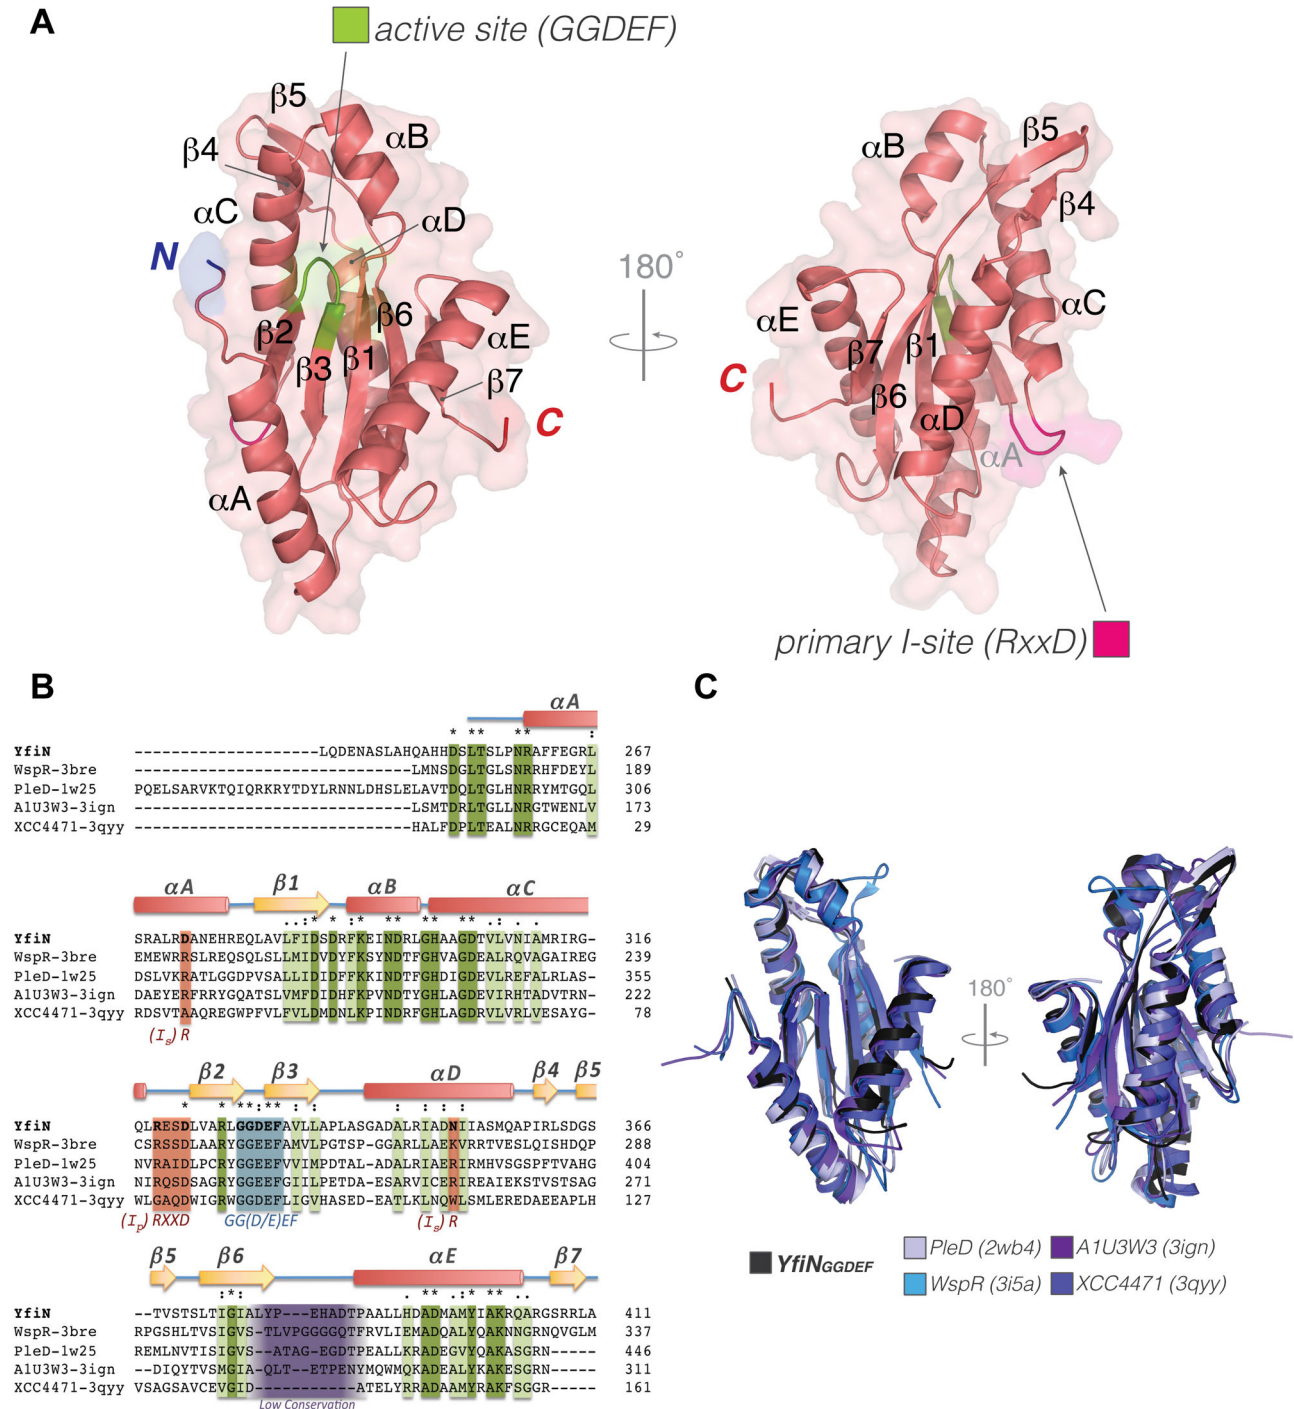 A
active site (GGDEF)
β5
αB
β4
αC
αD
N
β2
β6
β3
β1
αE
β7
C
αA
180°
αB
β5
β4
αE
αC
β7
β1
C
β6
αD
αA
primary I-site (RxxD)
B
αA
* ** ** :
YfiN --------------------LQDENASLAHQAHHDSLTSLPNRAFFEGRL 267
WspR-3bre ------------------------------LMNSDGLTGLSNRRHFDEYL 189
PleD-1w25 PQELSARVKTQIQRKRYTDYLRNNLDHSLELAVTDQLTGLHNRRYMTGQL 306
A1U3W3-3ign ------------------------------LSMTDRLTGLLNRGTWENLV 173
XCC4471-3qyy ------------------------------HALFDPLTEALNRRGCEQAM 29
αA β1 αB αC
..:* * :* ** ** ** .: . .
YfiN SRALRDANEHREQLAVLFIDSDRFKEINDRLGHAAGDTVLVNIAMRIRG- 316
WspR-3bre EMEWRRSLREQSQLSLLMIDVDYFKSYNDTFGHVAGDEALRQVAGAIREG 239
PleD-1w25 DSLVKRATLGGDPVSALLIDIDFFKKINDTFGHDIGDEVLREFALRLAS- 355
A1U3W3-3ign DAEYERFRRYGQATSLVMFDIDHFKPVNDTYGHLAGDEVIRHTADVTRN- 222
XCC4471-3qyy RDSVTAAQREGWPFVLFVLDMDNLKPINDRFGHLAGDRVLVRLVESAYG- 78
(Is) R
β2 β3 αD β4 β5
* * **:** : : : : : :
YfiN QLRESDLVARLGGDEFAVLLAPLASGADALRIADNIIASMQAPIRLSDGS 366
WspR-3bre CSRSSDLAARYGGEEFAMVLPGTSP-GGARLLAEKVRRTVESLQISHDQP 288
PleD-1w25 NVRAIDLPCRYGGEEFVVIMPDTAL-ADALRIAERIRMHVSGSPFTVAHG 404
A1U3W3-3ign NIRQSDSAGRYGGEEFGIILPETDA-ESARVICERIREAIEKSTVSTSAG 271
XCC4471-3qyy WLGAQDWIGRWGGDEFLIGVHASED-EATLKLNQWLSMLEREDAEEAPLH 127
(Ip) RXXD GG(D/E)EF (Is) R
β5 β6 αE β7
:*: . ** .:* ** ..
YfiN --TVSTSLTIGIALYP---EHADTPAALLHDADMAMYIAKRQARGSRRLA 411
WspR-3bre RPGSHLTVSIGVS-TLVPGGGGQTFRVLIEMADQALYQAKNNGRNQVGLM 337
PleD-1w25 REMLNVTISIGVS--ATAG-EGDTPEALLKRADEGVYQAKASGRN----- 446
A1U3W3-3ign --DIQYTVSMGIA-QLT--ETPENYMQWMQKADEALYKAKESGRN----- 311
XCC4471-3qyy VSAGSAVCEVGID----------ATELYRRADAAMYRAKFSGGR------ 161
Low Conservation
C
180°
YfiN GGDEF
PleD (2wb4)
WspR (3i5a)
A1U3W3 (3ign)
XCC4471 (3qyy)